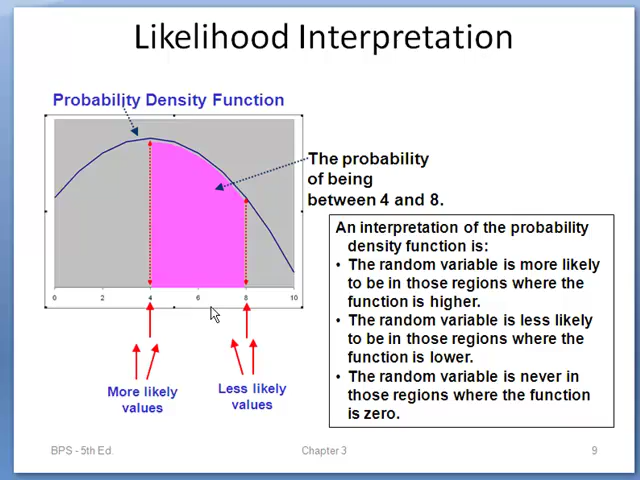 Likelihood Interpretation
Probability Density Function
The probability
of being
between 4 and 8.
0 2 4 6 8 10
More likely
values
Less likely
values
An interpretation of the probability
density function is:
• The random variable is more likely
to be in those regions where the
function is higher.
• The random variable is less likely
to be in those regions where the
function is lower.
• The random variable is never in
those regions where the function
is zero.
BPS - 5th Ed.
Chapter 3
9